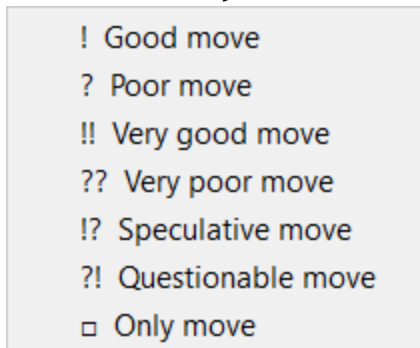 ! Good move
? Poor move
!! Very good move
?? Very poor move
!? Speculative move
?! Questionable move
□ Only move